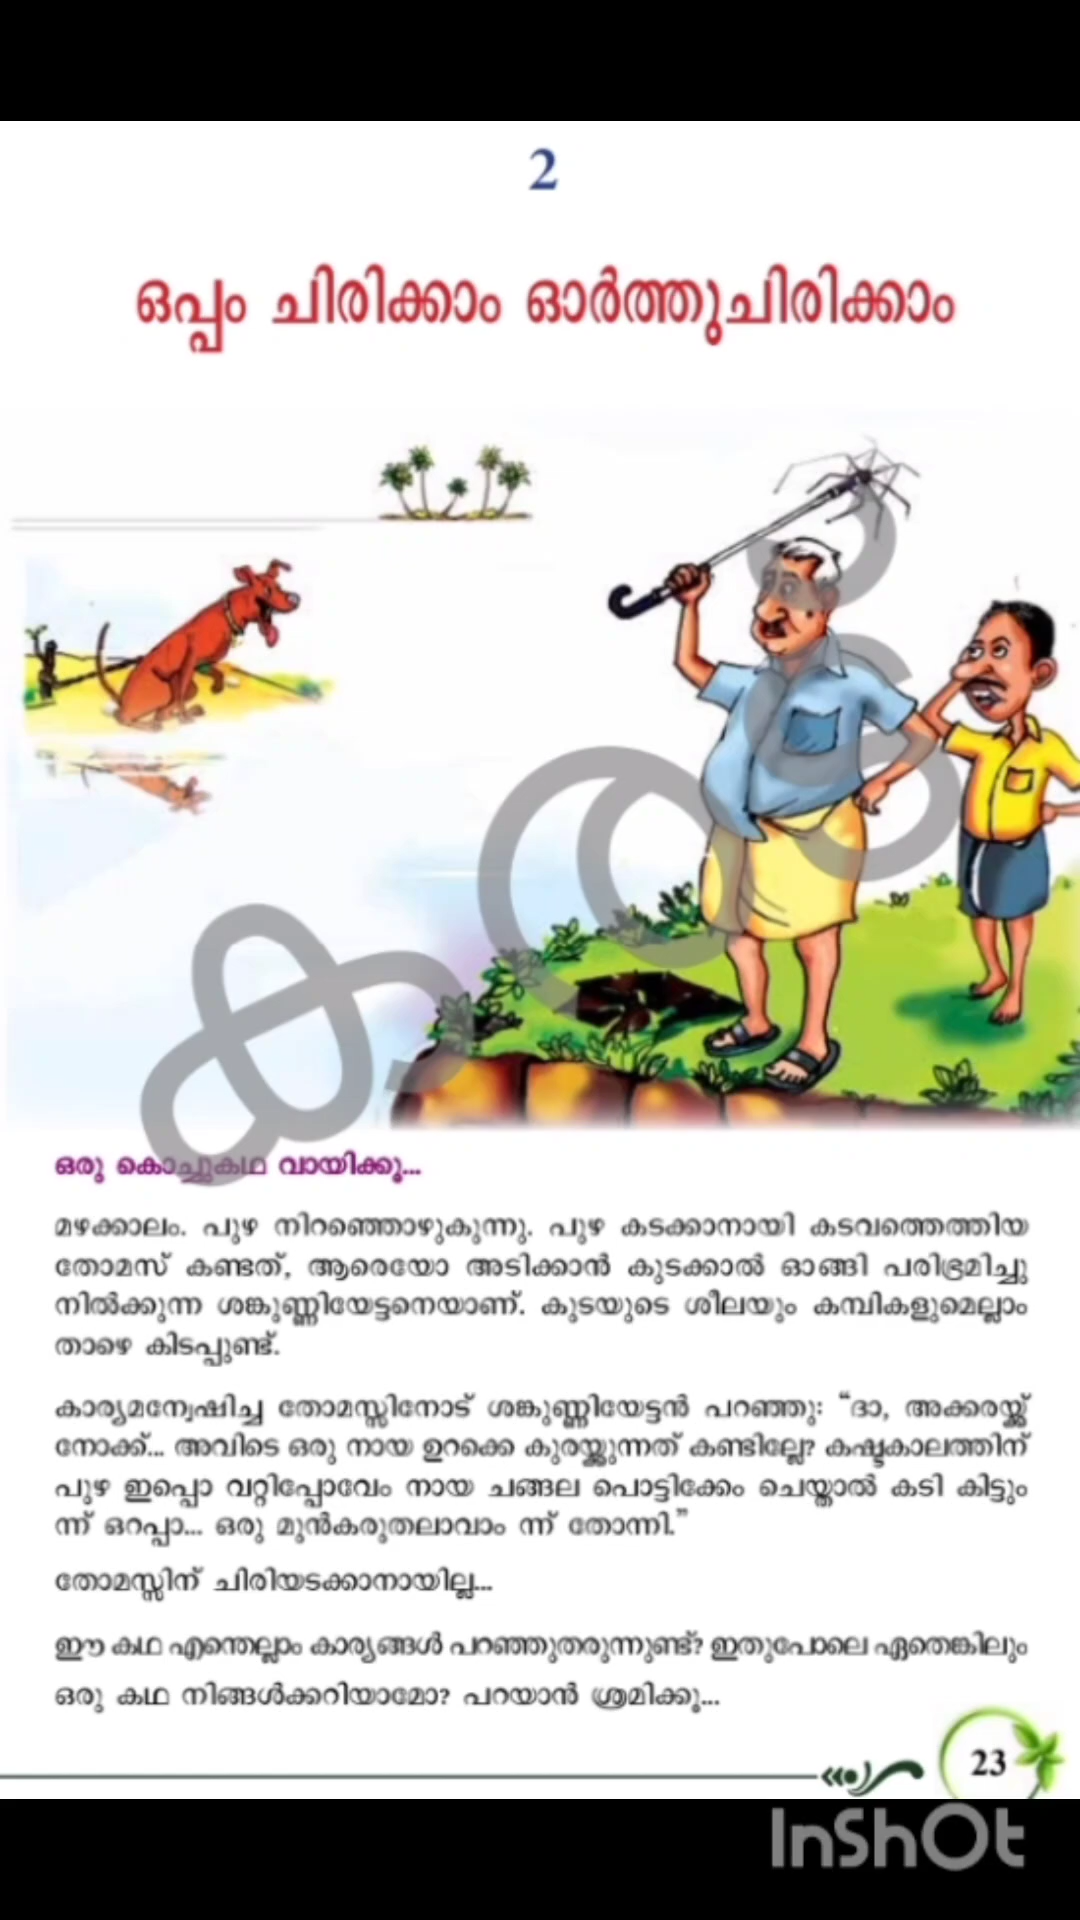 2
ഒപ്പം ചിരിക്കാം ഓർത്തുചിരിക്കാം
ഒരു കൊച്ചുകഥ വായിക്കൂ...
മഴക്കാലം. പുഴ നിറഞ്ഞൊഴുകുന്നു. പുഴ കടക്കാനായി കടവത്തെത്തിയ
തോമസ് കണ്ടത്, ആരെയോ അടിക്കാൻ കുടക്കാൽ ഓങ്ങി പരിഭ്രമിച്ചു
നിൽക്കുന്ന ശങ്കുണ്ണിയേട്ടനെയാണ്. കുടയുടെ ശീലയും കമ്പികളുമെല്ലാം
താഴെ കിടപ്പുണ്ട്.
കാര്യമന്വേഷിച്ച തോമസ്സിനോട് ശങ്കുണ്ണിയേട്ടൻ പറഞ്ഞു: “ദാ, അക്കരയ്ക്ക്
നോക്ക്... അവിടെ ഒരു നായ ഉറക്കെ കുരയ്ക്കുന്നത് കണ്ടില്ലേ? കഷ്ടകാലത്തിന്
പുഴ ഇപ്പൊ വറ്റിപ്പോവേം നായ ചങ്ങല പൊട്ടിക്കേം ചെയ്താൽ കടി കിട്ടും
ന്ന് ഒറപ്പാ... ഒരു മുൻകരുതലാവാം ന്ന് തോന്നി.”
തോമസ്സിന് ചിരിയടക്കാനായില്ല...
ഈ കഥ എന്തെല്ലാം കാര്യങ്ങൾ പറഞ്ഞുതരുന്നുണ്ട്? ഇതുപോലെ ഏതെങ്കിലും
ഒരു കഥ നിങ്ങൾക്കറിയാമോ? പറയാൻ ശ്രമിക്കൂ...
23
InShOt